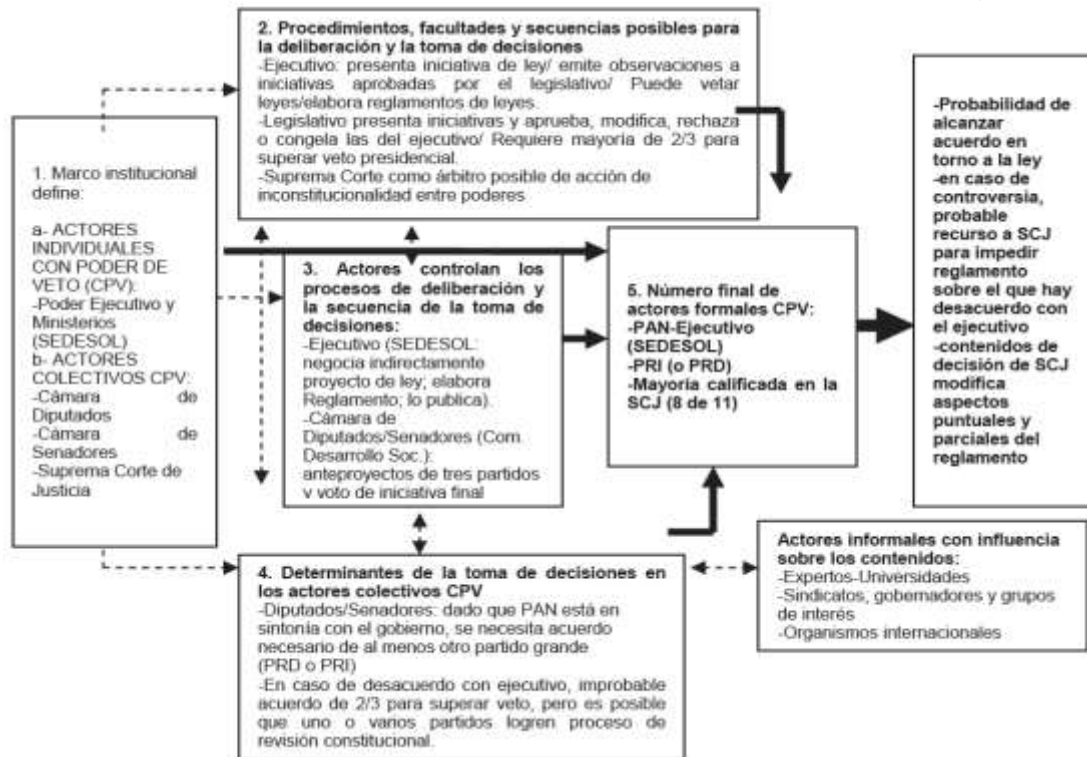 2. Procedimientos, facultades y secuencias posibles para
la deliberación y la toma de decisiones
-Ejecutivo: presenta iniciativa de ley/ emite observaciones a
iniciativas aprobadas por el legislativo/ Puede vetar
leyes/elabora reglamentos de leyes.
-Legislativo presenta iniciativas y aprueba, modifica, rechaza
o congela las del ejecutivo/ Requiere mayoría de 2/3 para
superar veto presidencial.
-Suprema Corte como árbitro posible de acción de
inconstitucionalidad entre poderes
1. Marco institucional
define:
a- ACTORES
INDIVIDUALES
CON PODER DE
VETO (CPV):
-Poder Ejecutivo y
Ministerios
(SEDESOL)
b- ACTORES
COLECTIVOS CPV:
-Cámara de
Diputados
-Cámara de
Senadores
-Suprema Corte de
Justicia
3. Actores controlan los
procesos de deliberación y
la secuencia de la toma de
decisiones:
-Ejecutivo (SEDESOL:
negocia indirectamente
proyecto de ley; elabora
Reglamento; lo publica).
-Cámara de
Diputados/Senadores (Com.
Desarrollo Soc.):
anteproyectos de tres partidos
y voto de iniciativa final
4. Determinantes de la toma de decisiones en
los actores colectivos CPV
-Diputados/Senadores: dado que PAN está en
sintonía con el gobierno, se necesita acuerdo
necesario de al menos otro partido grande
(PRD o PRI)
-En caso de desacuerdo con ejecutivo, improbable
acuerdo de 2/3 para superar veto, pero es posible
que uno o varios partidos logren proceso de
revisión constitucional.
5. Número final de
actores formales CPV:
-PAN-Ejecutivo
(SEDESOL)
-PRI (o PRD)
-Mayoría calificada en la
SCJ (8 de 11)
-Probabilidad de
alcanzar
acuerdo en
torno a la ley
-en caso de
controversia,
probable
recurso a SCJ
para impedir
reglamento
sobre el que hay
desacuerdo con
el ejecutivo
-contenidos de
decisión de SCJ
modifica
aspectos
puntuales y
parciales del
reglamento
Actores informales con influencia
sobre los contenidos:
-Expertos-Universidades
-Sindicatos, gobernadores y grupos
de interés
-Organismos internacionales